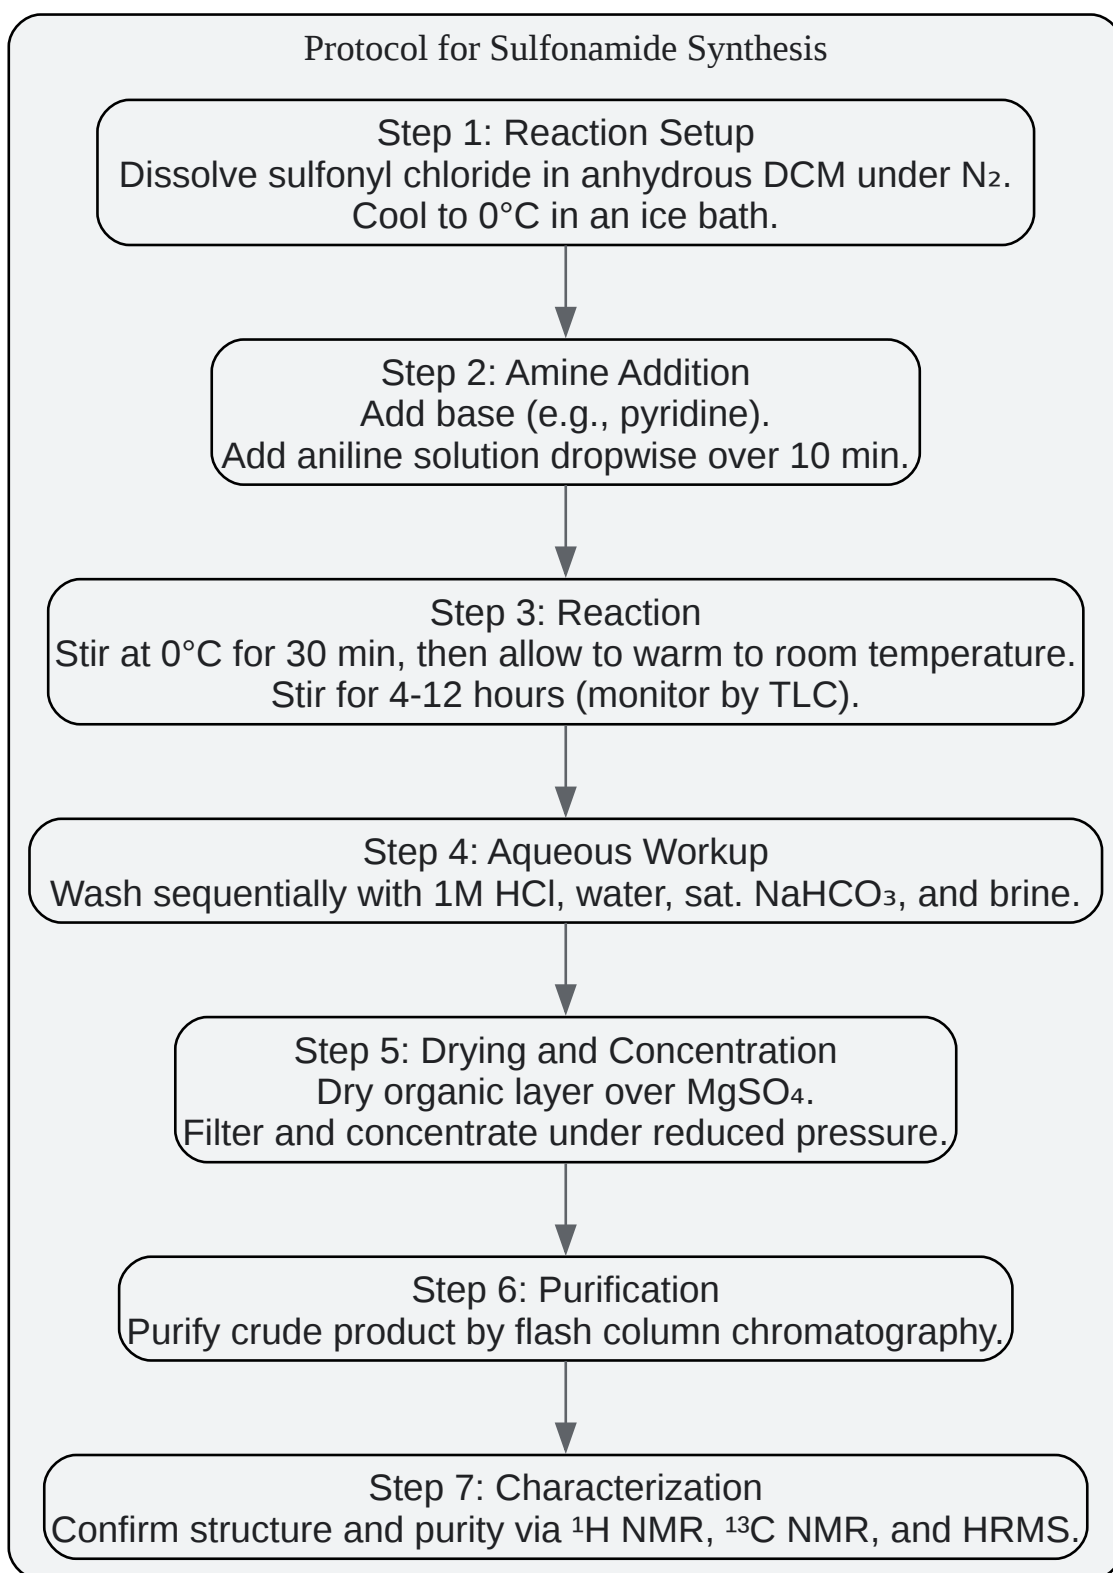 Protocol for Sulfonamide Synthesis
Step 1: Reaction Setup
Dissolve sulfonyl chloride in anhydrous DCM under N₂.
Cool to 0°C in an ice bath.
Step 2: Amine Addition
Add base (e.g., pyridine).
Add aniline solution dropwise over 10 min.
Step 3: Reaction
Stir at 0°C for 30 min, then allow to warm to room temperature.
Stir for 4-12 hours (monitor by TLC).
Step 4: Aqueous Workup
Wash sequentially with 1M HCl, water, sat. NaHCO₃, and brine.
Step 5: Drying and Concentration
Dry organic layer over MgSO₄.
Filter and concentrate under reduced pressure.
Step 6: Purification
Purify crude product by flash column chromatography.
Step 7: Characterization
Confirm structure and purity via ¹H NMR, ¹³C NMR, and HRMS.